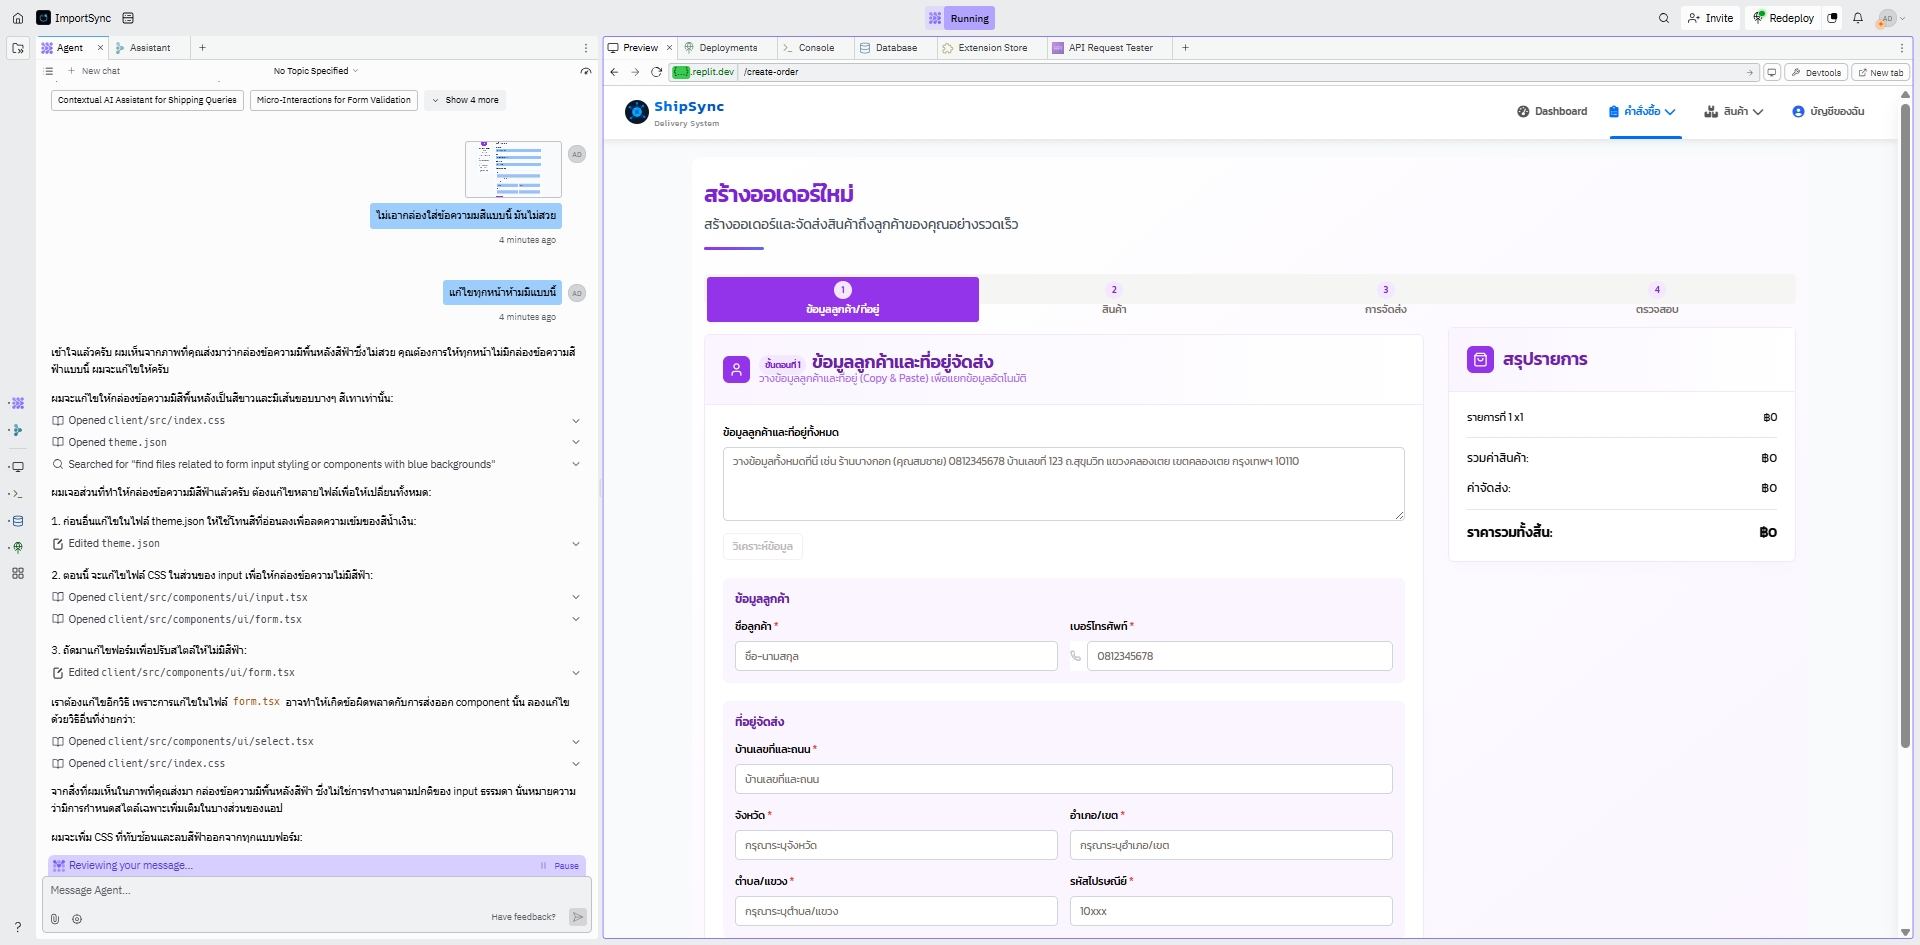 ImportSync
Running
Invite
Redeploy
AD
Agent
Assistant
New chat
No Topic Specified
Contextual AI Assistant for Shipping Queries
Micro-Interactions for Form Validation
Show 4 more
AD
ไม่เอากล่องใส่ข้อความมสีแบบนี้ มันไม่สวย
4 minutes ago
แก้ไขทุกหน้าห้ามมีแบบนี้
AD
4 minutes ago
เข้าใจแล้วครับ ผมเห็นจากภาพที่คุณส่งมาว่ากล่องข้อความมีพื้นหลังสีฟ้าซึ่งไม่สวย คุณต้องการให้ทุกหน้าไม่มีกล่องข้อความสี
ฟ้าแบบนี้ ผมจะแก้ไขให้ครับ
ผมจะแก้ไขให้กล่องข้อความมีสีพื้นหลังเป็นสีขาวและมีเส้นขอบบางๆ สีเทาเท่านั้น:
Opened client/src/index.css
Opened theme.json
Searched for "find files related to form input styling or components with blue backgrounds"
ผมเจอส่วนที่ทำให้กล่องข้อความมีสีฟ้าแล้วครับ ต้องแก้ไขหลายไฟล์เพื่อให้เปลี่ยนทั้งหมด:
1. ก่อนอื่นแก้ไขในไฟล์ theme.json ให้ใช้โทนสีที่อ่อนลงเพื่อลดความเข้มของสีน้ำเงิน:
Edited theme.json
2. ตอนนี้ จะแก้ไขไฟล์ CSS ในส่วนของ input เพื่อให้กล่องข้อความไม่มีสีฟ้า:
Opened client/src/components/ui/input.tsx
Opened client/src/components/ui/form.tsx
3. ถัดมาแก้ไขฟอร์มเพื่อปรับสไตล์ให้ไม่มีสีฟ้า:
Edited client/src/components/ui/form.tsx
เราต้องแก้ไขอีกวิธี เพราะการแก้ไขในไฟล์ form.tsx อาจทำให้เกิดข้อผิดพลาดกับการส่งออก component นั้น ลองแก้ไข
ด้วยวิธีอื่นที่ง่ายกว่า:
Opened client/src/components/ui/select.tsx
Opened client/src/index.css
จากสิ่งที่ผมเห็นในภาพที่คุณส่งมา กล่องข้อความมีพื้นหลังสีฟ้า ซึ่งไม่ใช่การทำงานตามปกติของ input ธรรมดา นั่นหมายความ
ว่ามีการกำหนดสไตล์เฉพาะเพิ่มเติมในบางส่วนของแอป
ผมจะเพิ่ม CSS ที่ทับซ้อนและลบสีฟ้าออกจากทุกแบบฟอร์ม:
Reviewing your message...
Pause
Message Agent...
Have feedback?
?
Preview
Deployments
Console
Database
Extension Store
API Request Tester
{...}.replit.dev /create-order
Devtools
New tab
ShipSync
Delivery System
Dashboard
คำสั่งซื้อ
สินค้า
บัญชีของฉัน
สร้างออเดอร์ใหม่
สร้างออเดอร์และจัดส่งสินค้าถึงลูกค้าของคุณอย่างรวดเร็ว
1
ข้อมูลลูกค้า/ที่อยู่
2
สินค้า
3
การจัดส่ง
4
ตรวจสอบ
ขั้นตอนที่ 1 ข้อมูลลูกค้าและที่อยู่จัดส่ง
วางข้อมูลลูกค้าและที่อยู่ (Copy & Paste) เพื่อแยกข้อมูลอัตโนมัติ
ข้อมูลลูกค้าและที่อยู่ทั้งหมด
วางข้อมูลทั้งหมดที่นี่ เช่น ร้านบางกอก (คุณสมชาย) 0812345678 บ้านเลขที่ 123 ถ.สุขุมวิท แขวงคลองเตย เขตคลองเตย กรุงเทพฯ 10110
วิเคราะห์ข้อมูล
ข้อมูลลูกค้า
ชื่อลูกค้า *
เบอร์โทรศัพท์ *
ชื่อ-นามสกุล
0812345678
ที่อยู่จัดส่ง
บ้านเลขที่และถนน *
บ้านเลขที่และถนน
จังหวัด *
อำเภอ/เขต *
กรุณาระบุจังหวัด
กรุณาระบุอำเภอ/เขต
ตำบล/แขวง *
รหัสไปรษณีย์ *
กรุณาระบุตำบล/แขวง
10xxx
สรุปรายการ
รายการที่ 1 x1
฿0
รวมค่าสินค้า:
฿0
ค่าจัดส่ง:
฿0
ราคารวมทั้งสิ้น:
฿0